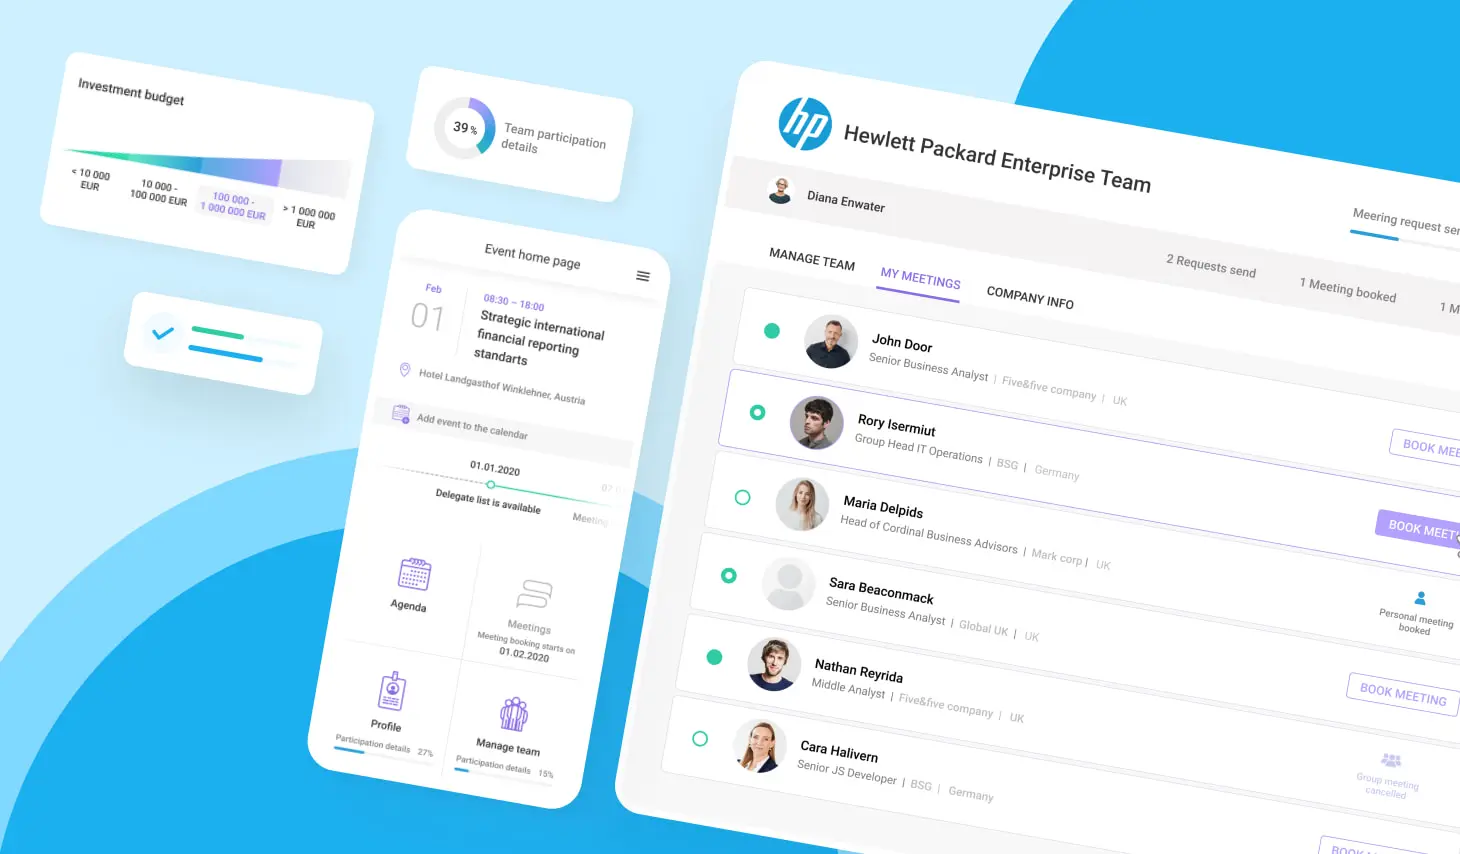 Investment budget
< 10 000
EUR
10 000 -
100 000 EUR
100 000 -
1 000 000 EUR
> 1 000 000
EUR
39 %
Team participation
details
Event home page
Feb
01
08:30 – 18:00
Strategic international
financial reporting
standarts
Hotel Landgasthof Winklehner, Austria
Add event to the calendar
01.01.2020
Delegate list is available
Meeting
Agenda
Meetings
Meeting booking starts on
01.02.2020
Profile
Participation details 27%
Manage team
Participation details 15%
hp
Hewlett Packard Enterprise Team
Diana Enwater
Meering request
2 Requests send
1 Meeting booked
1 M
MANAGE TEAM
MY MEETINGS
COMPANY INFO
John Door
Senior Business Analyst | Five&five company | UK
Rory Isermiut
Group Head IT Operations | BSG | Germany
BOOK MEE
Maria Delpids
Head of Cordinal Business Advisors | Mark corp | UK
BOOK MEET
Sara Beaconmack
Senior Business Analyst | Global UK | UK
Personal meeting
booked
Nathan Reyrida
Middle Analyst | Five&five company | UK
BOOK MEETING
Cara Halivern
Senior JS Developer | BSG | Germany
Group meeting
cancelled
BOOK MEETING